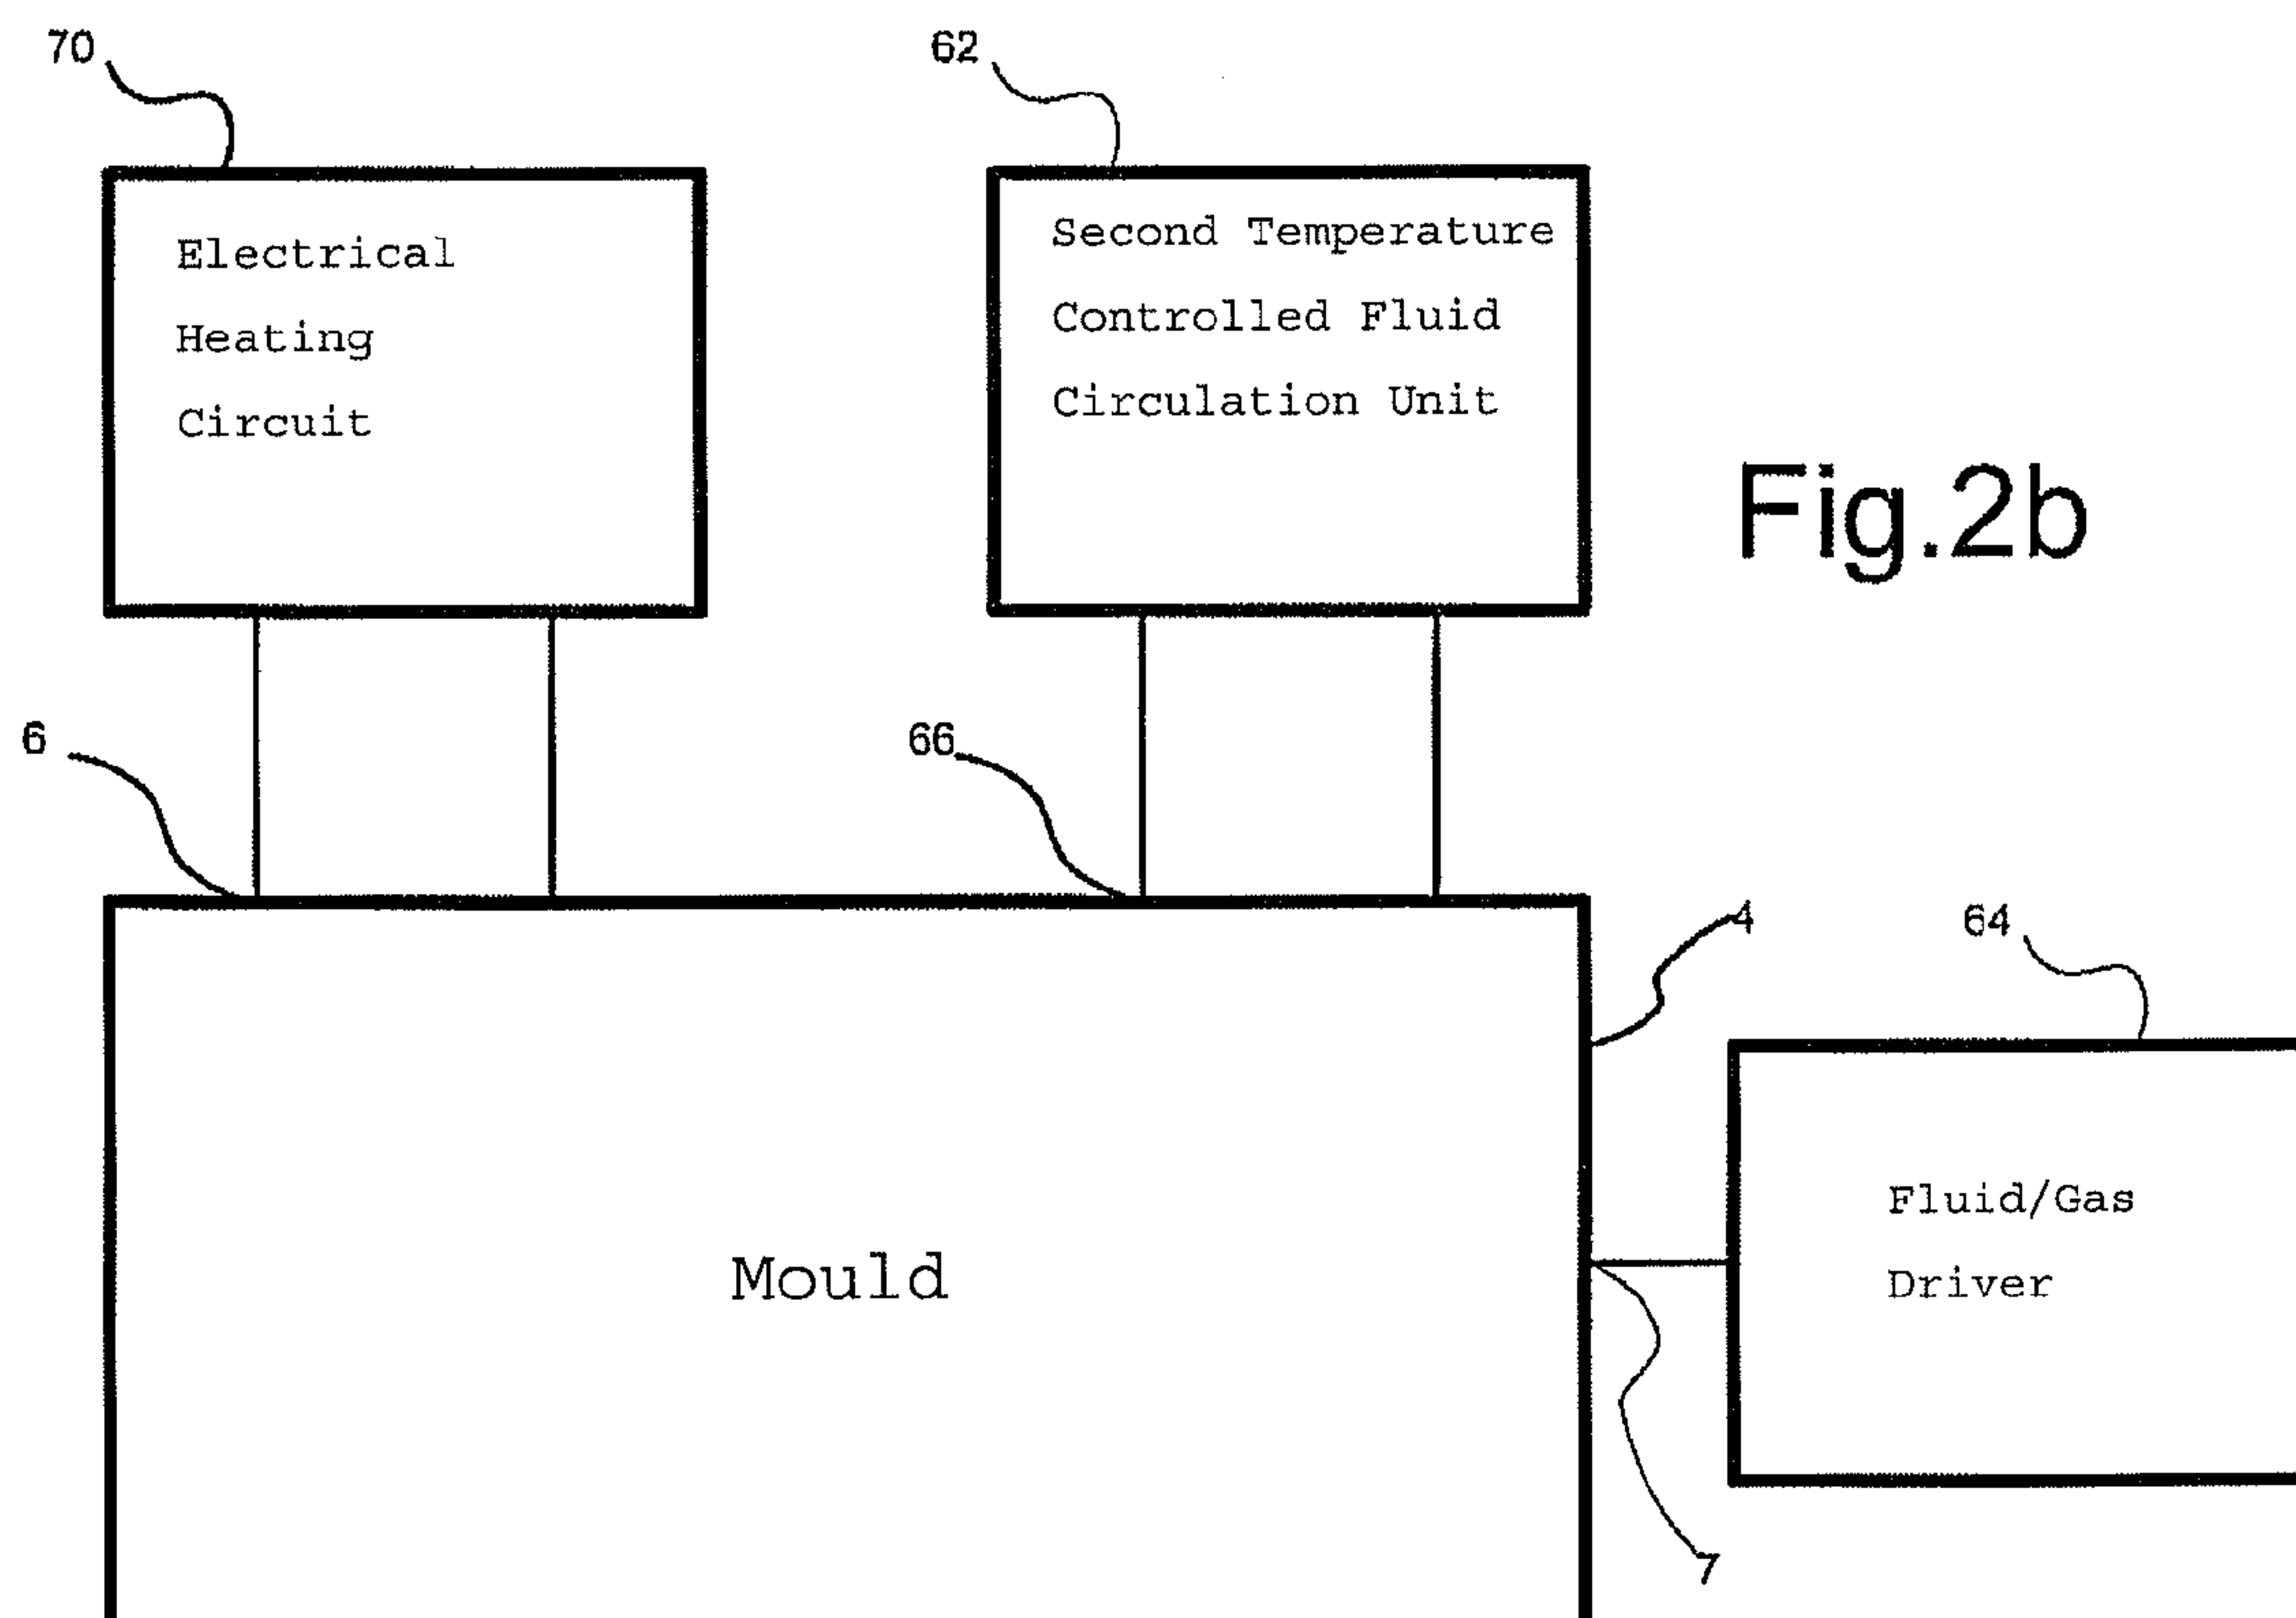 70
62
Electrical
Heating
Circuit
Second Temperature
Controlled Fluid
Circulation Unit
Fig.2b
6
66
4
64
Mould
Fluid/Gas
Driver
7